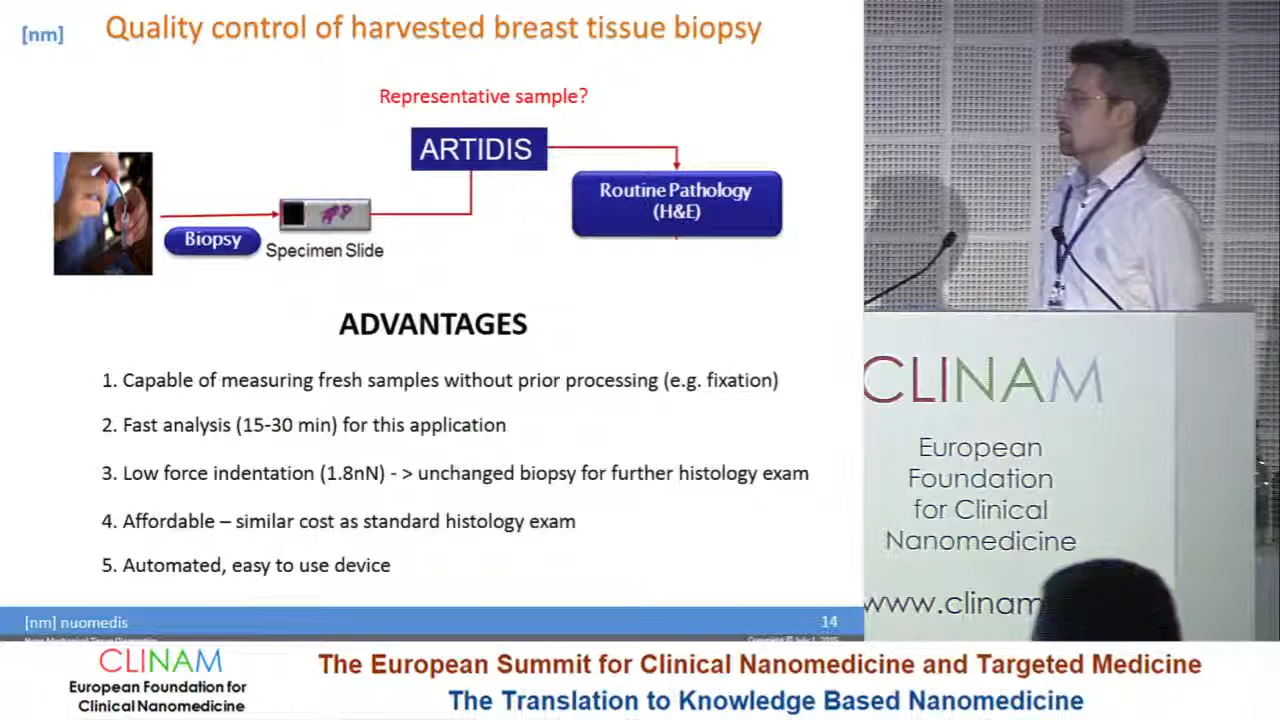 [nm]
Quality control of harvested breast tissue biopsy
Representative sample?
ARTIDIS
Routine Pathology
(H&E)
Biopsy
Specimen Slide
ADVANTAGES
1. Capable of measuring fresh samples without prior processing (e.g. fixation)
2. Fast analysis (15-30 min) for this application
3. Low force indentation (1.8nN) - > unchanged biopsy for further histology exam
4. Affordable – similar cost as standard histology exam
5. Automated, easy to use device
[nm] nuomedis
14
CLINAM
European
Foundation
for Clinical
Nanomedicine
www.clinam
CLINAM
European Foundation for
Clinical Nanomedicine
The European Summit for Clinical Nanomedicine and Targeted Medicine
The Translation to Knowledge Based Nanomedicine